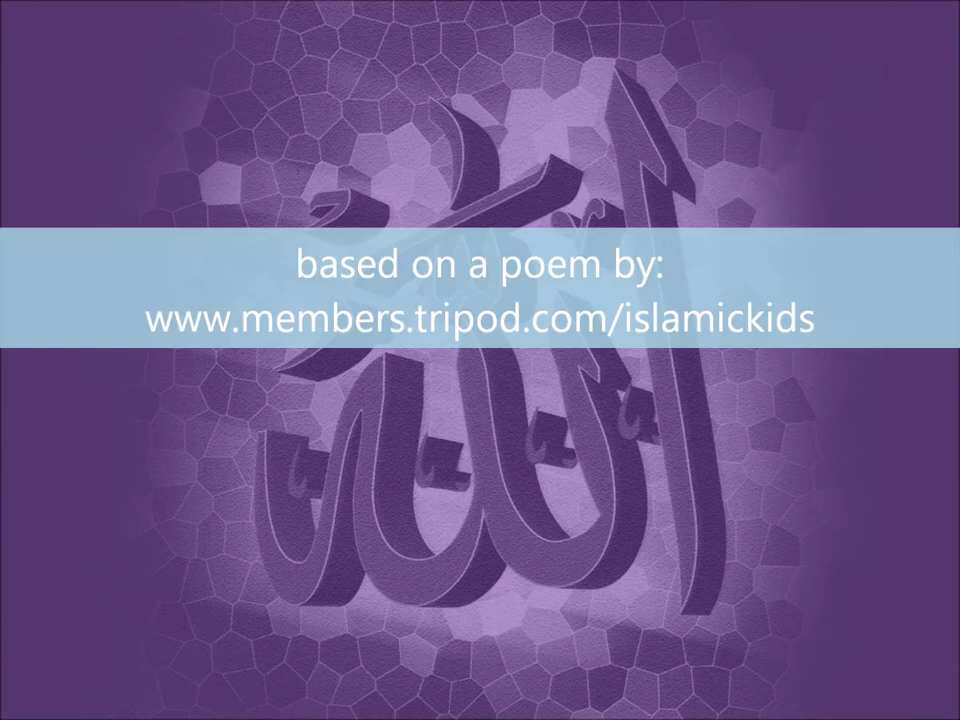 based on a poem by:
www.members.tripod.com/islamickids
الله